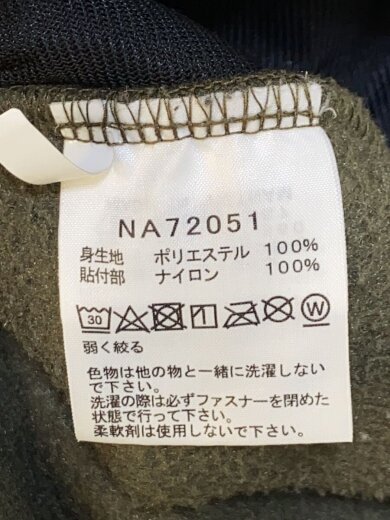 NA72051
身生地 ポリエステル 100%
貼付部 ナイロン 100%
30 W
弱く絞る
色物は他の物と一緒に洗濯しない
で下さい。
洗濯の際は必ずファスナーを閉めた
状態で行って下さい。
柔軟剤は使用しないで下さい。